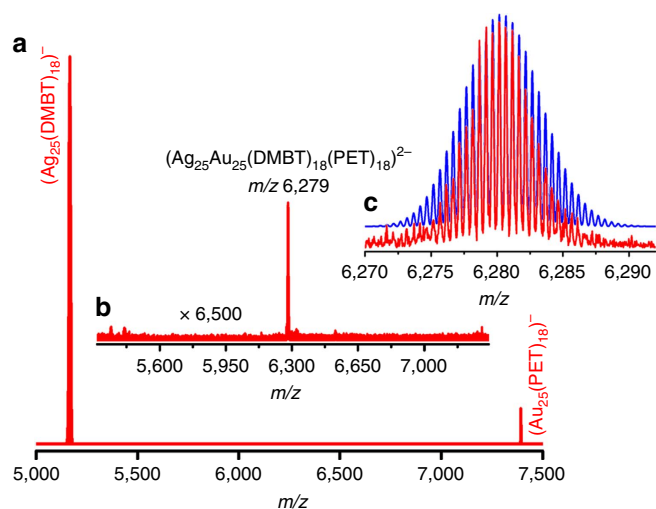 a
(Ag25(DMBT)18)−
(Ag25Au25(DMBT)18(PET)18)2−
m/z 6,279
c
6,270 6,275 6,280 6,285 6,290
m/z
b
× 6,500
5,600 5,950 6,300 6,650 7,000
m/z
(Au25(PET)18)−
5,000 5,500 6,000 6,500 7,000 7,500
m/z